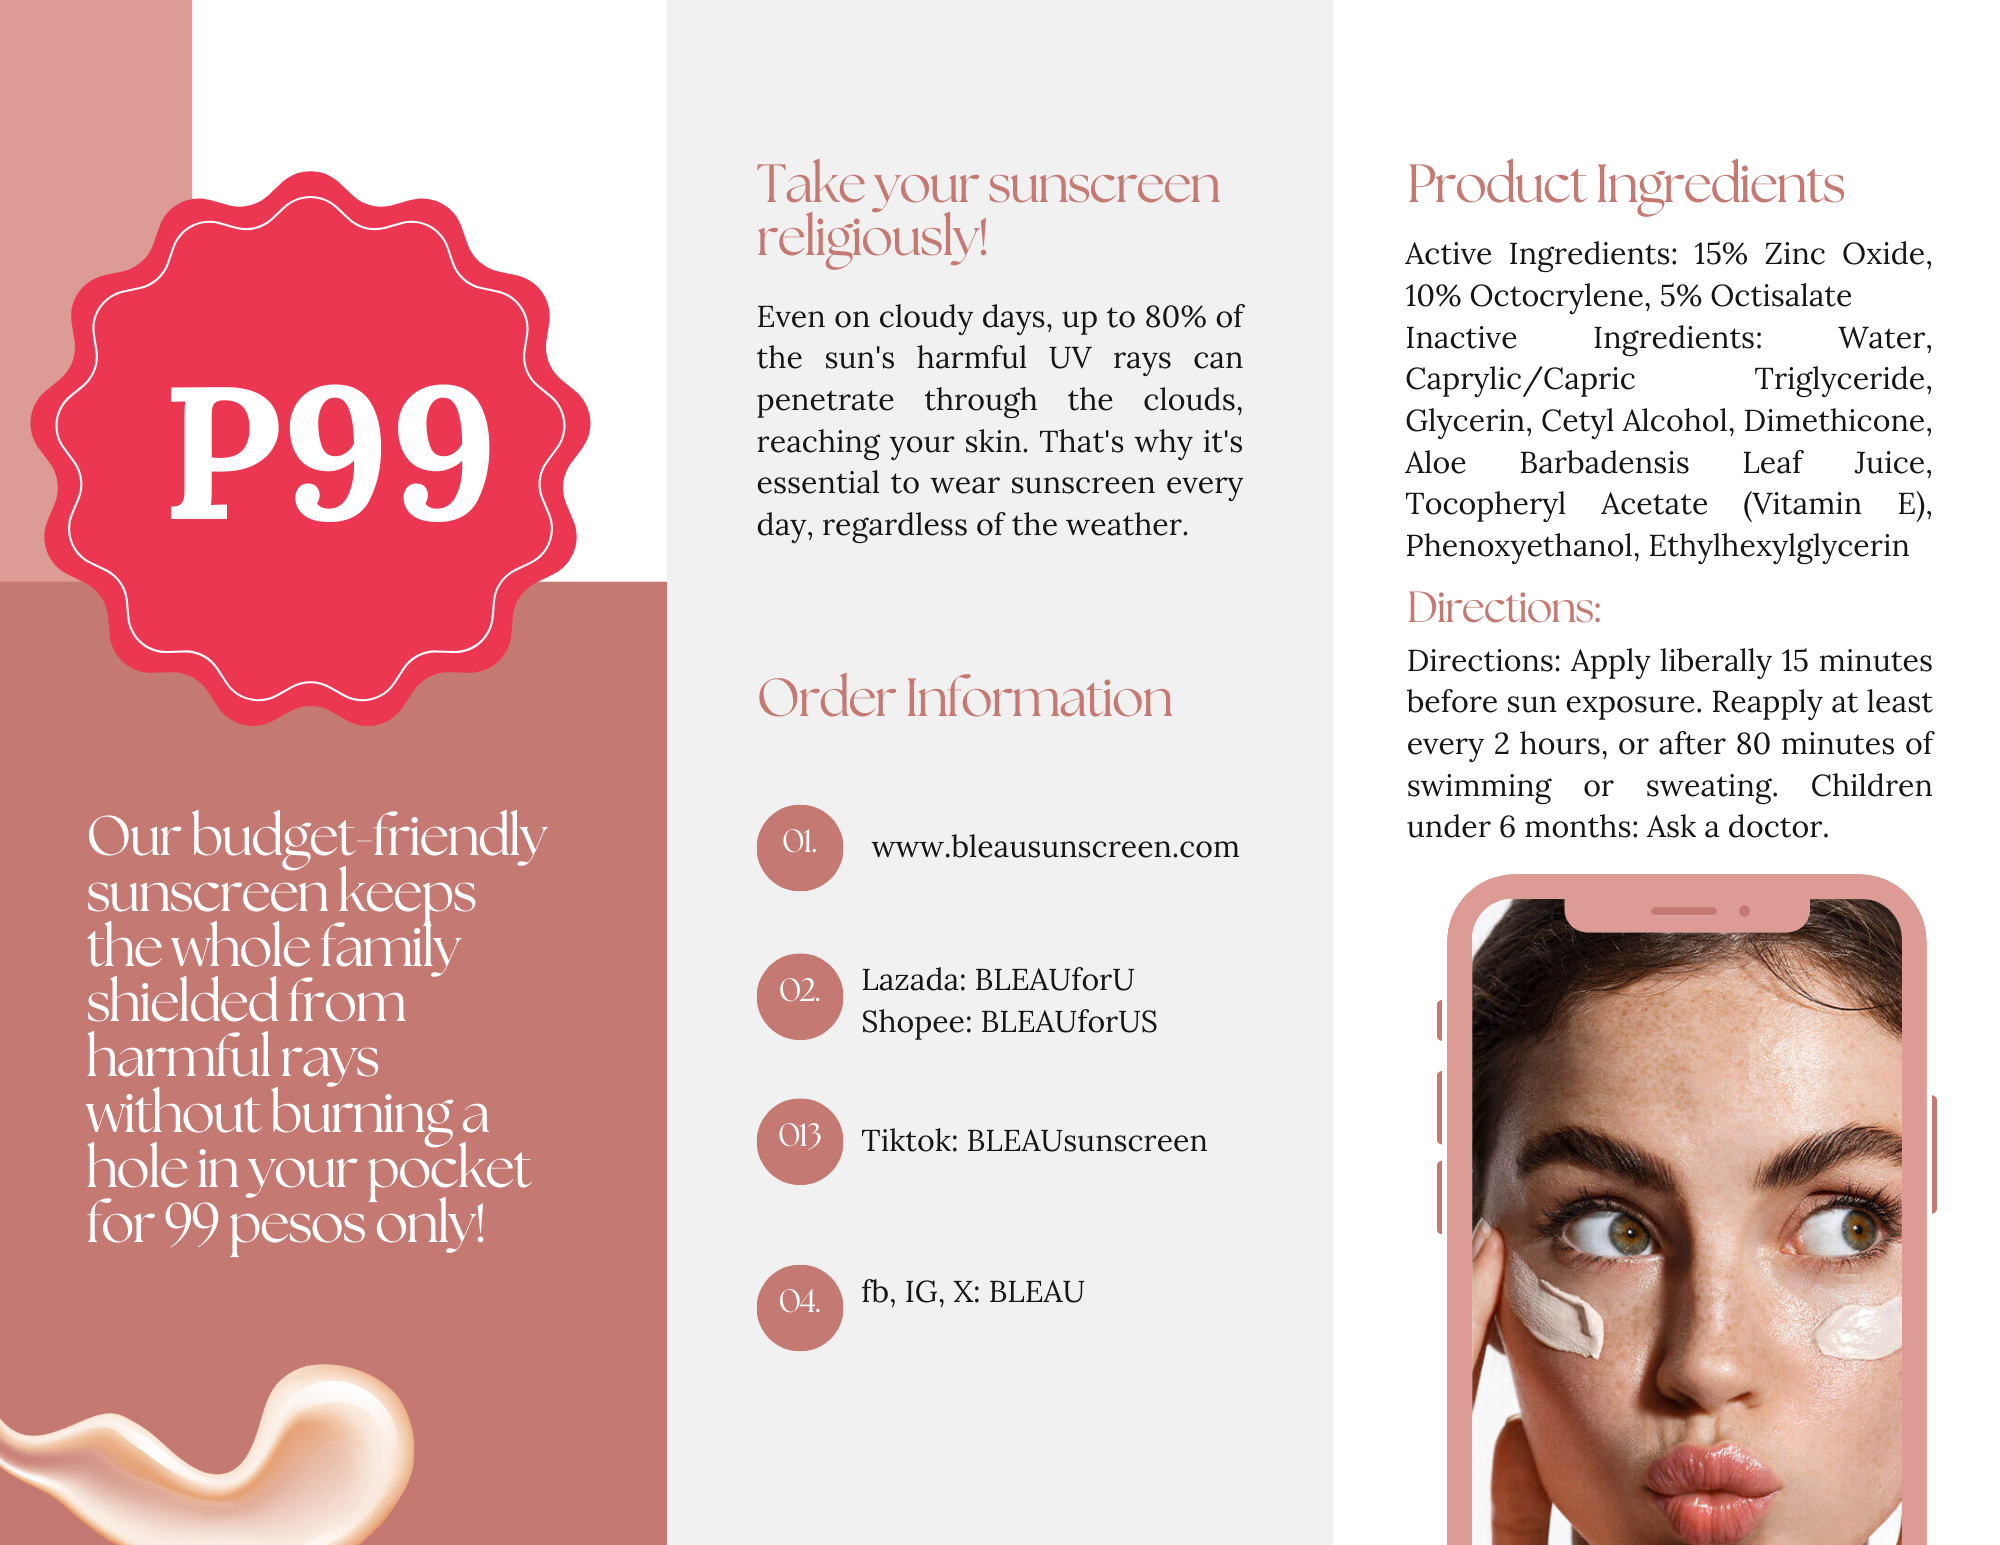 P99
Our budget-friendly
sunscreen keeps
the whole family
shielded from
harmful rays
without burning a
hole in your pocket
for 99 pesos only!
Take your sunscreen
religiously!
Even on cloudy days, up to 80% of
the sun's harmful UV rays can
penetrate through the clouds,
reaching your skin. That's why it's
essential to wear sunscreen every
day, regardless of the weather.
Order Information
01.
www.bleausunscreen.com
02.
Lazada: BLEAUforU
Shopee: BLEAUforUS
013
Tiktok: BLEAUsunscreen
04.
fb, IG, X: BLEAU
Product Ingredients
Active Ingredients: 15% Zinc Oxide,
10% Octocrylene, 5% Octisalate
Inactive Ingredients: Water,
Caprylic/Capric Triglyceride,
Glycerin, Cetyl Alcohol, Dimethicone,
Aloe Barbadensis Leaf Juice,
Tocopheryl Acetate (Vitamin E),
Phenoxyethanol, Ethylhexylglycerin
Directions:
Directions: Apply liberally 15 minutes
before sun exposure. Reapply at least
every 2 hours, or after 80 minutes of
swimming or sweating. Children
under 6 months: Ask a doctor.